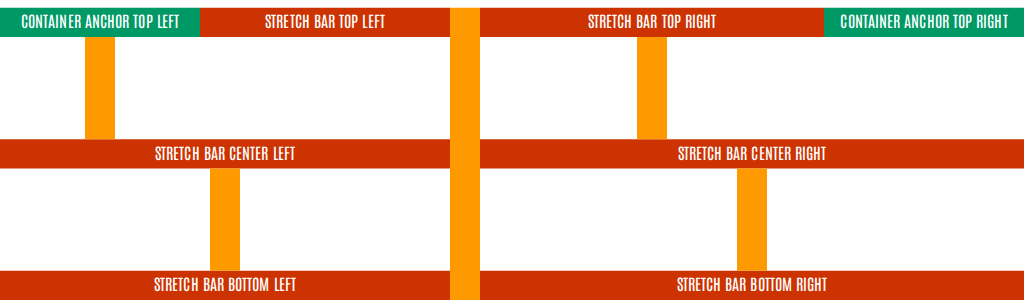 CONTAINER ANCHOR TOP LEFT
STRETCH BAR TOP LEFT
STRETCH BAR TOP RIGHT
CONTAINER ANCHOR TOP RIGHT
STRETCH BAR CENTER LEFT
STRETCH BAR CENTER RIGHT
STRETCH BAR BOTTOM LEFT
STRETCH BAR BOTTOM RIGHT